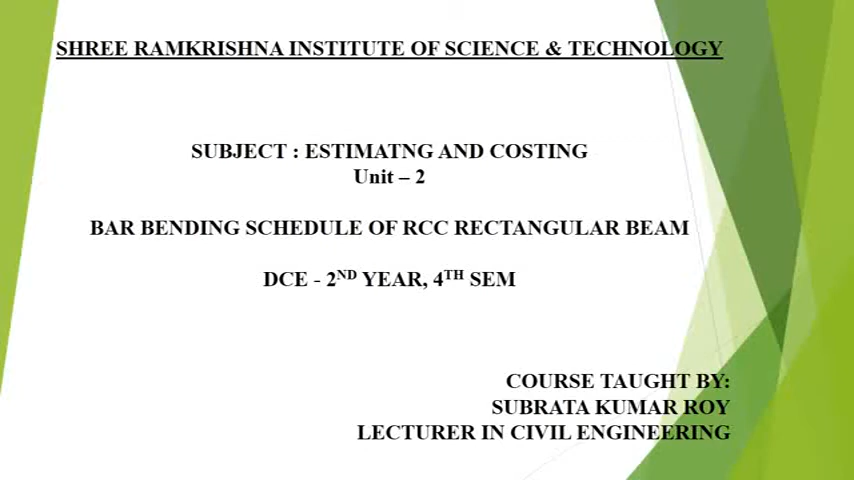 SHREE RAMKRISHNA INSTITUTE OF SCIENCE & TECHNOLOGY
SUBJECT : ESTIMATNG AND COSTING
Unit – 2
BAR BENDING SCHEDULE OF RCC RECTANGULAR BEAM
DCE - 2ND YEAR, 4TH SEM
COURSE TAUGHT BY:
SUBRATA KUMAR ROY
LECTURER IN CIVIL ENGINEERING